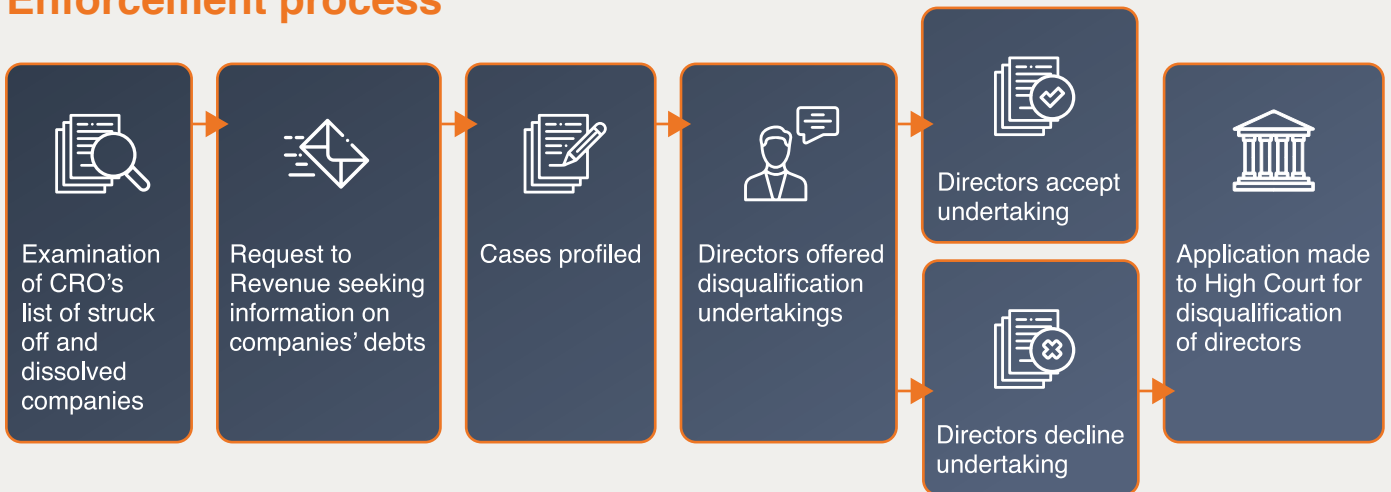 Enforcement process
Examination
of CRO's
list of struck
off and
dissolved
companies
Request to
Revenue seeking
information on
companies' debts
Cases profiled
Directors offered
disqualification
undertakings
Directors accept
undertaking
Directors decline
undertaking
Application made
to High Court for
disqualification
of directors